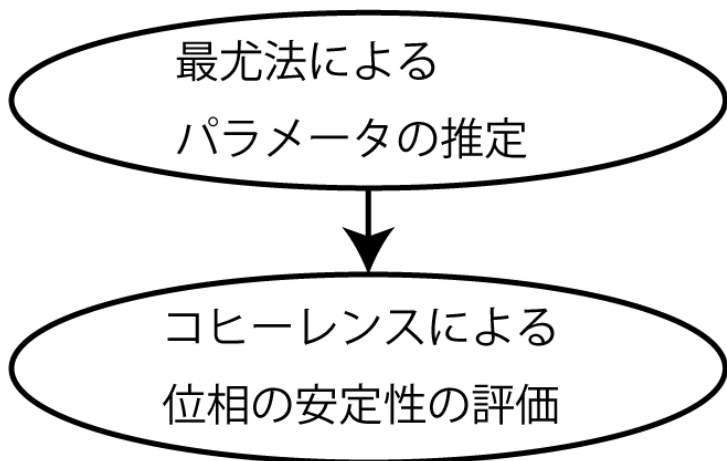 最尤法による
パラメータの推定
コヒーレンスによる
位相の安定性の評価